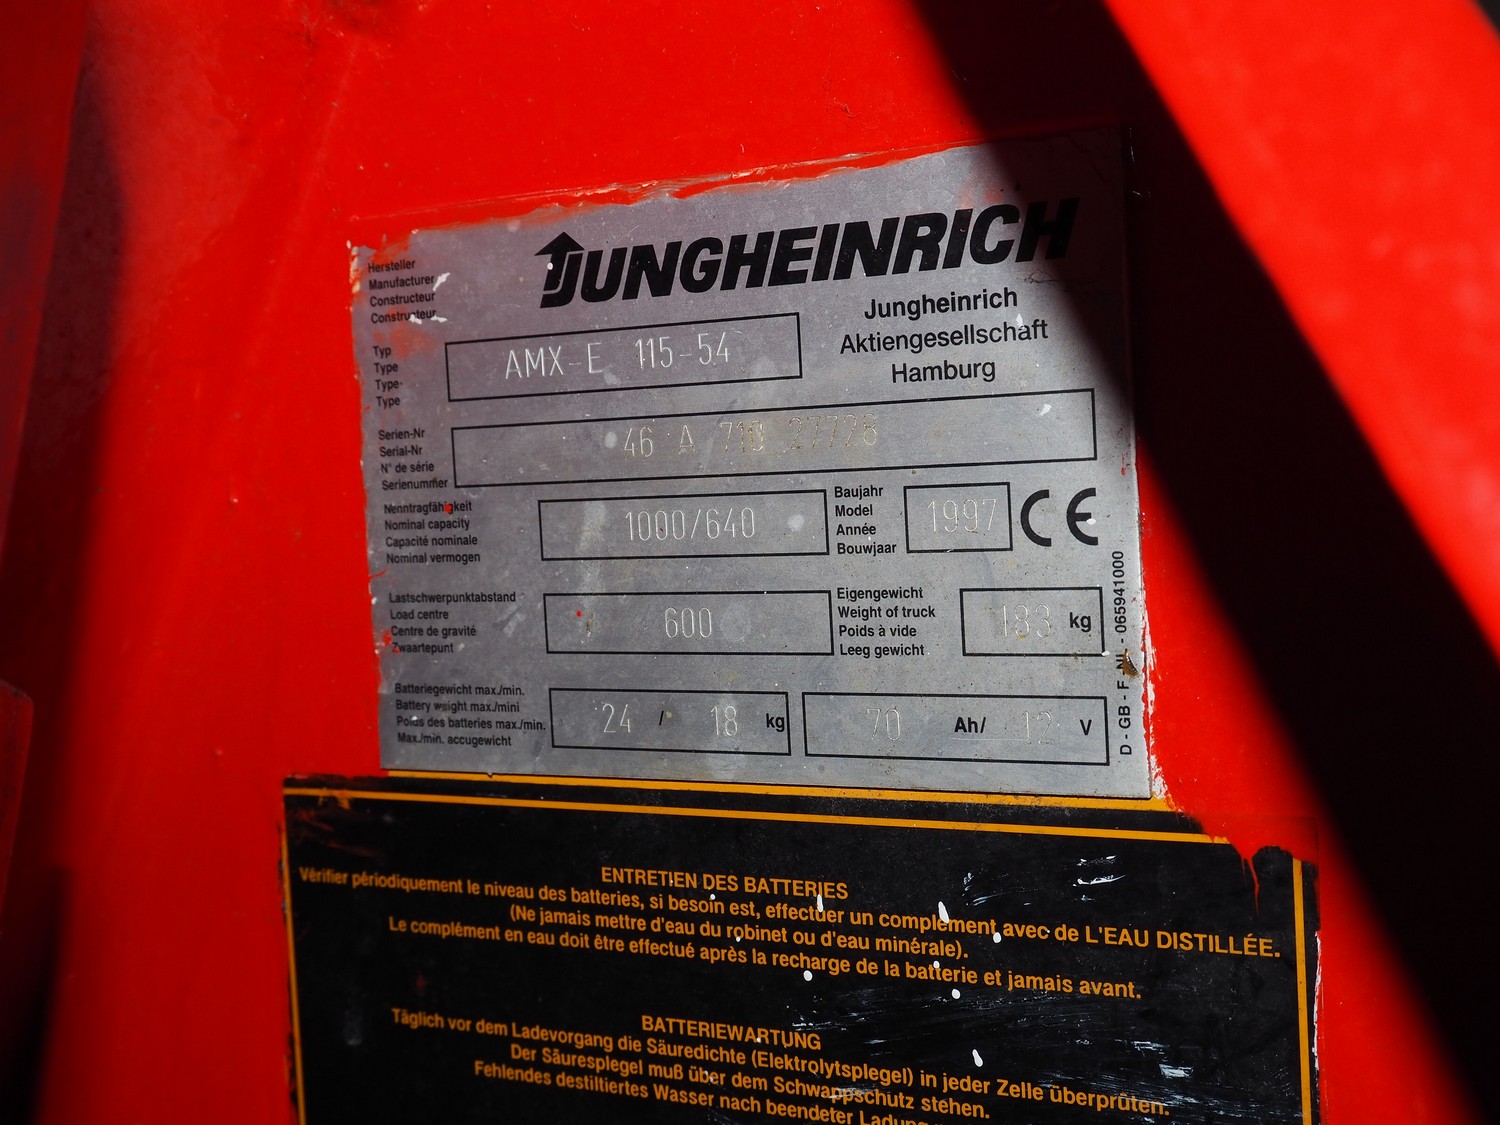 JUNGHEINRICH
Jungheinrich
Aktiengesellschaft
Hamburg
Hersteller
Manufacturer
Constructeur
Constructeur
Typ
Type
Type
Type
AMX-E 115-54
Serien-Nr
Serial-Nr
N° de série
Serienummer
46 A 710 27728
Nenntragfähigkeit
Nominal capacity
Capacité nominale
Nominal vermogen
1000/640
Baujahr
Model
Année
Bouwjaar
1997
CE
Lastschwerpunktabstand
Load centre
Centre de gravité
Zwaartepunt
600
Eigengewicht
Weight of truck
Poids à vide
Leeg gewicht
183 kg
Batteriegewicht max./min.
Battery weight max./mini
Poids des batteries max./min.
Max./min. accugewicht
24 / 18 kg
70 Ah/ 12 V
D - GB - F - NL - 065941000
ENTRETIEN DES BATTERIES
Vérifier périodiquement le niveau des batteries, si besoin est, effectuer un complément avec de L'EAU DISTILLÉE.
(Ne jamais mettre d'eau du robinet ou d'eau minérale).
Le complément en eau doit être effectué après la recharge de la batterie et jamais avant.
BATTERIEWARTUNG
Täglich vor dem Ladevorgang die Säuredichte (Elektrolytspiegel) in jeder Zelle überprüfen.
Der Säurespiegel muß über dem Schwappschutz stehen.
Fehlendes destilliertes Wasser nach beendeter Ladung